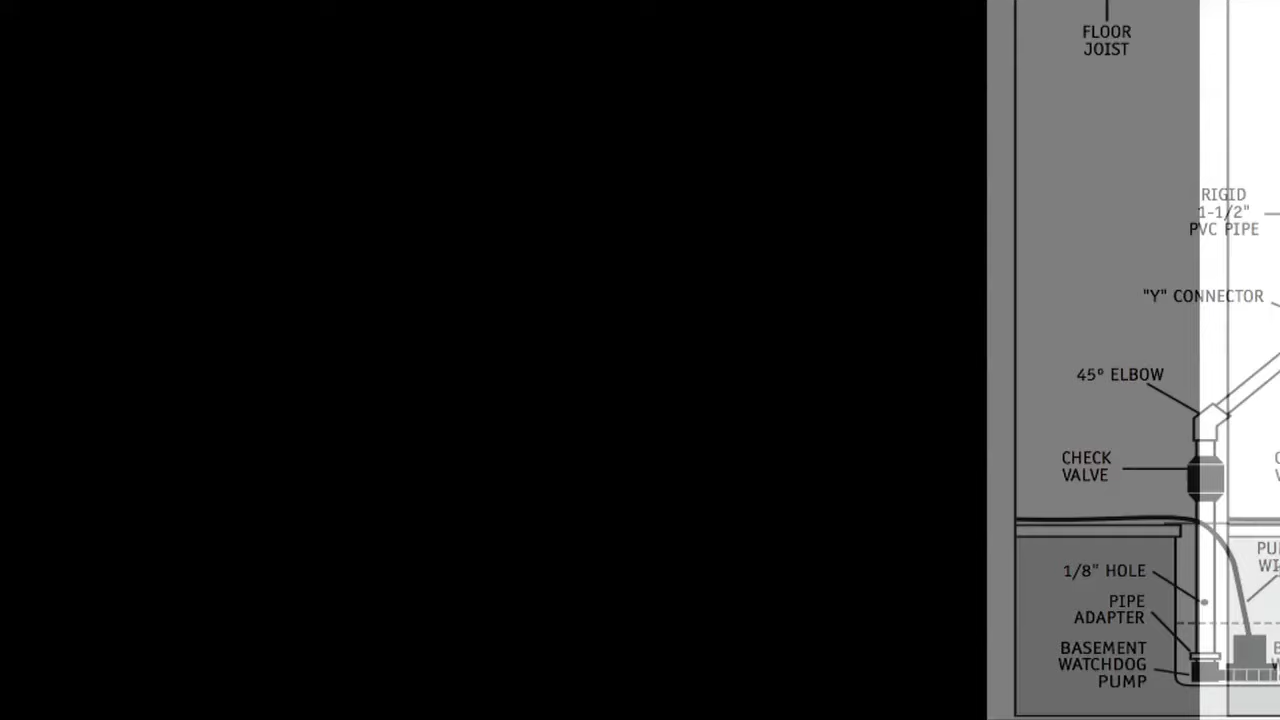 FLOOR
JOIST
RIGID
1-1/2"
PVC PIPE
"Y" CONNECTOR
45º ELBOW
CHECK
VALVE
1/8" HOLE
PIPE
ADAPTER
BASEMENT
WATCHDOG
PUMP